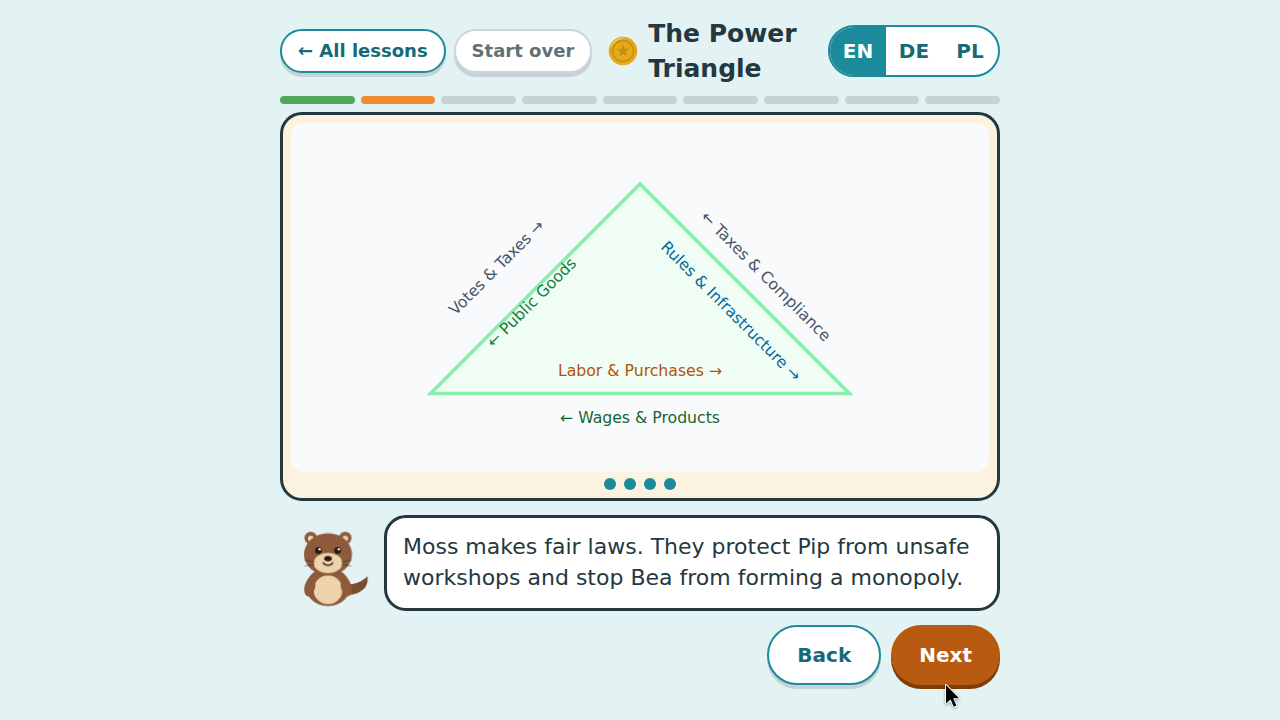 ← All lessons
Start over
The Power
Triangle
EN
DE
PL
Votes & Taxes →
← Public Goods
← Taxes & Compliance
Rules & Infrastructure →
Labor & Purchases →
← Wages & Products
Moss makes fair laws. They protect Pip from unsafe
workshops and stop Bea from forming a monopoly.
Back
Next